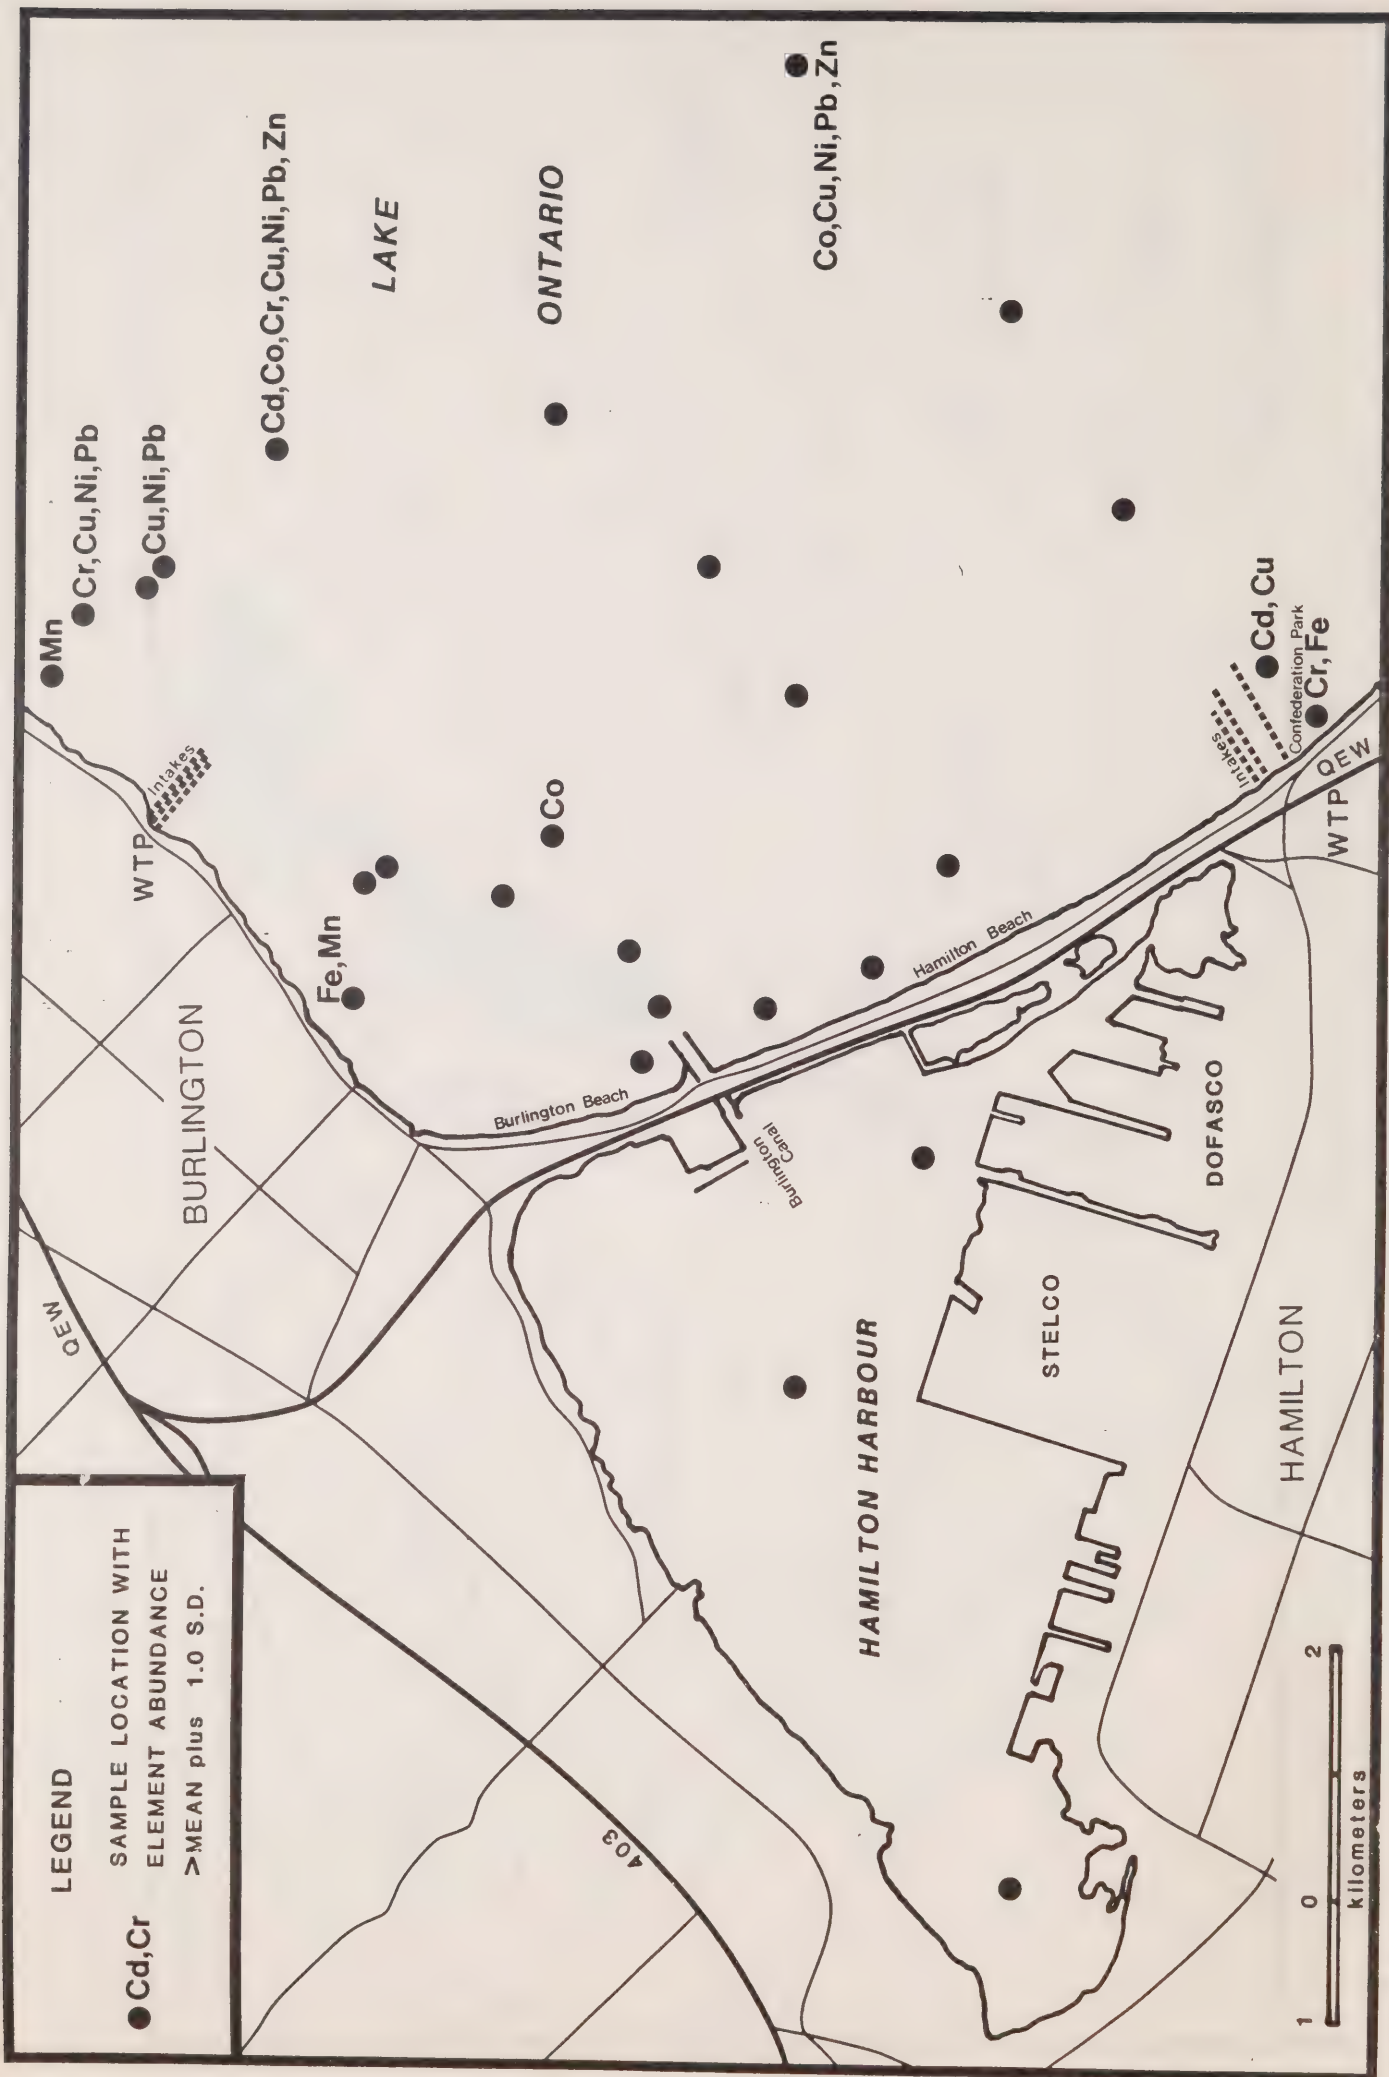 LEGEND
Cd,Cr
SAMPLE LOCATION WITH
ELEMENT ABUNDANCE
>MEAN plus 1.0 S.D.
QEW
BURLINGTON
WTP
Intakes
Mn
Cr,Cu,Ni,Pb
Cu,Ni,Pb
Cd,Co,Cr,Cu,Ni,Pb,Zn
LAKE
ONTARIO
Fe,Mn
Co
Co,Cu,Ni,Pb,Zn
403
Burlington Beach
Burlington
Canal
Hamilton Beach
HAMILTON HARBOUR
STELCO
DOFASCO
Intakes
Cd,Cu
Confederation Park
Cr,Fe
QEW
WTP
HAMILTON
1 0 2
kilometers